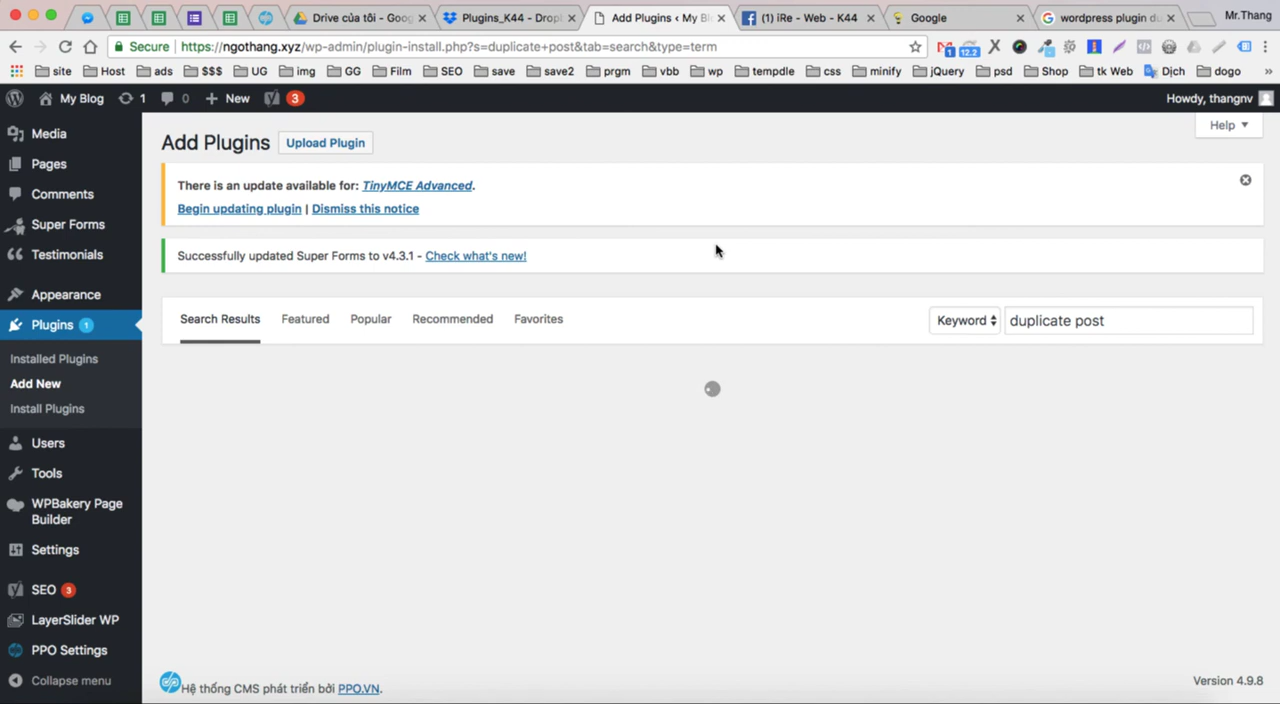 Drive của tôi - Goog
Plugins_K44 - Dropb
Add Plugins ‹ My Bl
(1) iRe - Web - K44
Google
wordpress plugin du
Mr.Thang
Secure
https://ngothang.xyz/wp-admin/plugin-install.php?s=duplicate+post&tab=search&type=term
1
12.2
site
Host
ads
$$$
UG
img
GG
Film
SEO
save
save2
prgm
vbb
wp
tempdle
css
minify
jQuery
psd
Shop
tk Web
Dịch
dogo
»
My Blog
1
0
New
3
Howdy, thangnv
Help
Media
Pages
Comments
Super Forms
Testimonials
Appearance
Plugins 1
Installed Plugins
Add New
Install Plugins
Users
Tools
WPBakery Page
Builder
Settings
SEO 3
LayerSlider WP
PPO Settings
Collapse menu
Add Plugins
Upload Plugin
There is an update available for: TinyMCE Advanced.
Begin updating plugin | Dismiss this notice
Successfully updated Super Forms to v4.3.1 - Check what's new!
Search Results
Featured
Popular
Recommended
Favorites
Keyword
duplicate post
Hệ thống CMS phát triển bởi PPO.VN.
Version 4.9.8